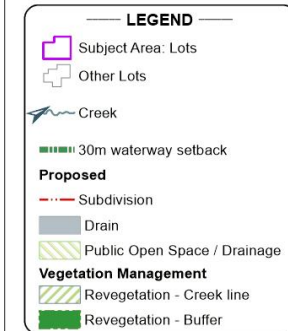 LEGEND
Subject Area: Lots
Other Lots
Creek
30m waterway setback
Proposed
Subdivision
Drain
Public Open Space / Drainage
Vegetation Management
Revegetation - Creek line
Revegetation - Buffer